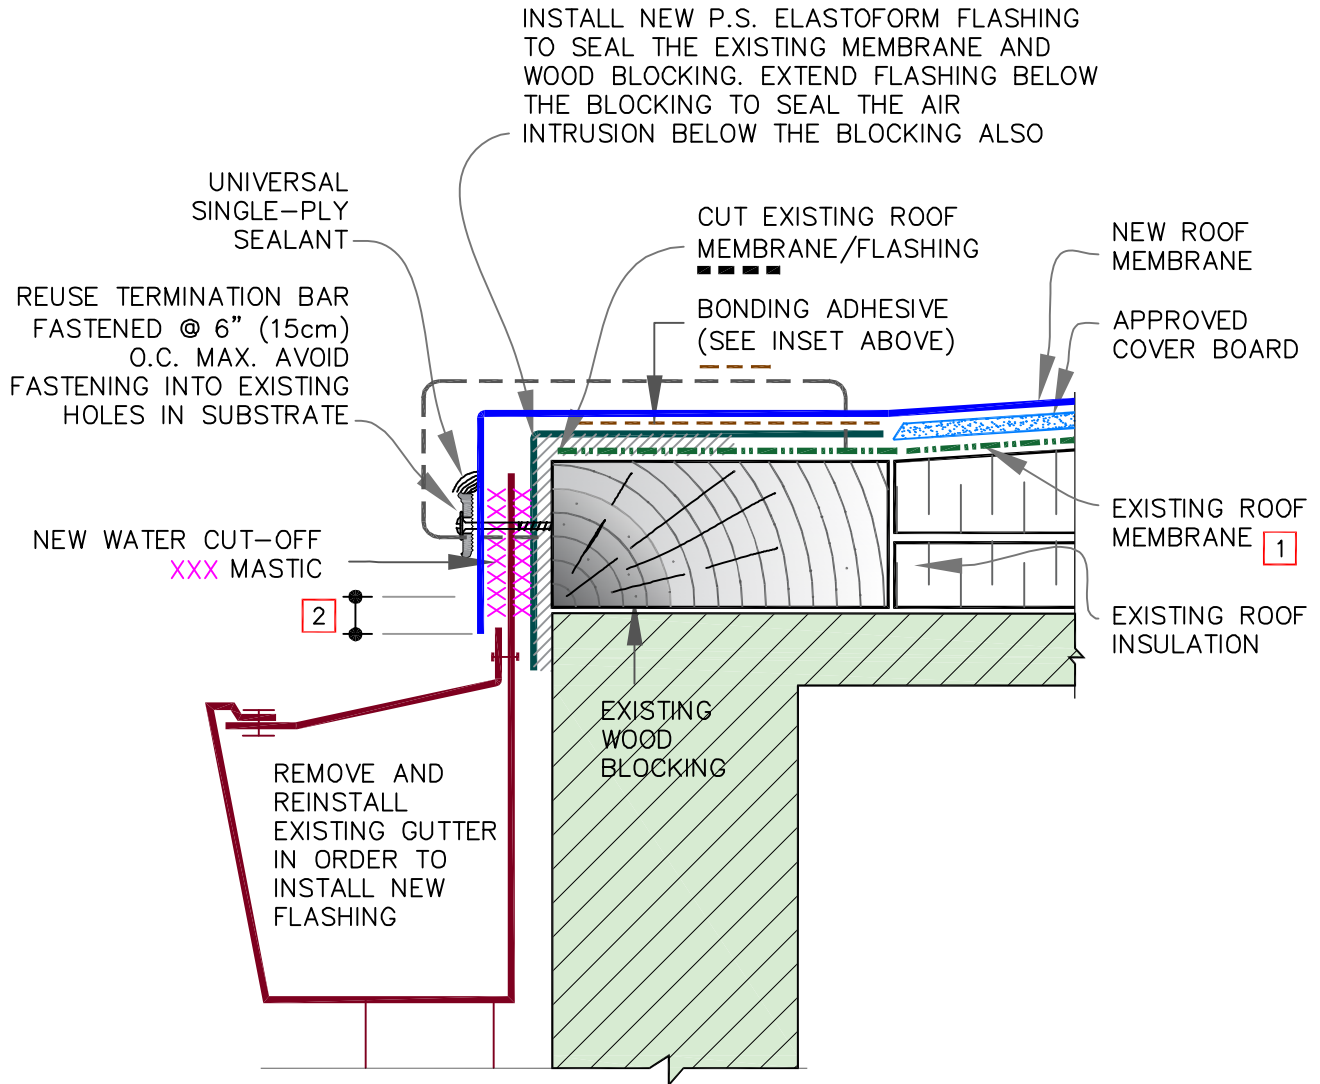 INSTALL NEW P.S. ELASTOFORM FLASHING
TO SEAL THE EXISTING MEMBRANE AND
WOOD BLOCKING. EXTEND FLASHING BELOW
THE BLOCKING TO SEAL THE AIR
INTRUSION BELOW THE BLOCKING ALSO
UNIVERSAL
SINGLE-PLY
SEALANT
CUT EXISTING ROOF
MEMBRANE/FLASHING
NEW ROOF
MEMBRANE
REUSE TERMINATION BAR
FASTENED @ 6” (15cm)
O.C. MAX. AVOID
FASTENING INTO EXISTING
HOLES IN SUBSTRATE
BONDING ADHESIVE
(SEE INSET ABOVE)
APPROVED
COVER BOARD
NEW WATER CUT-OFF
XXX MASTIC
EXISTING ROOF
MEMBRANE
1
2
EXISTING ROOF
INSULATION
EXISTING
WOOD
BLOCKING
REMOVE AND
REINSTALL
EXISTING GUTTER
IN ORDER TO
INSTALL NEW
FLASHING